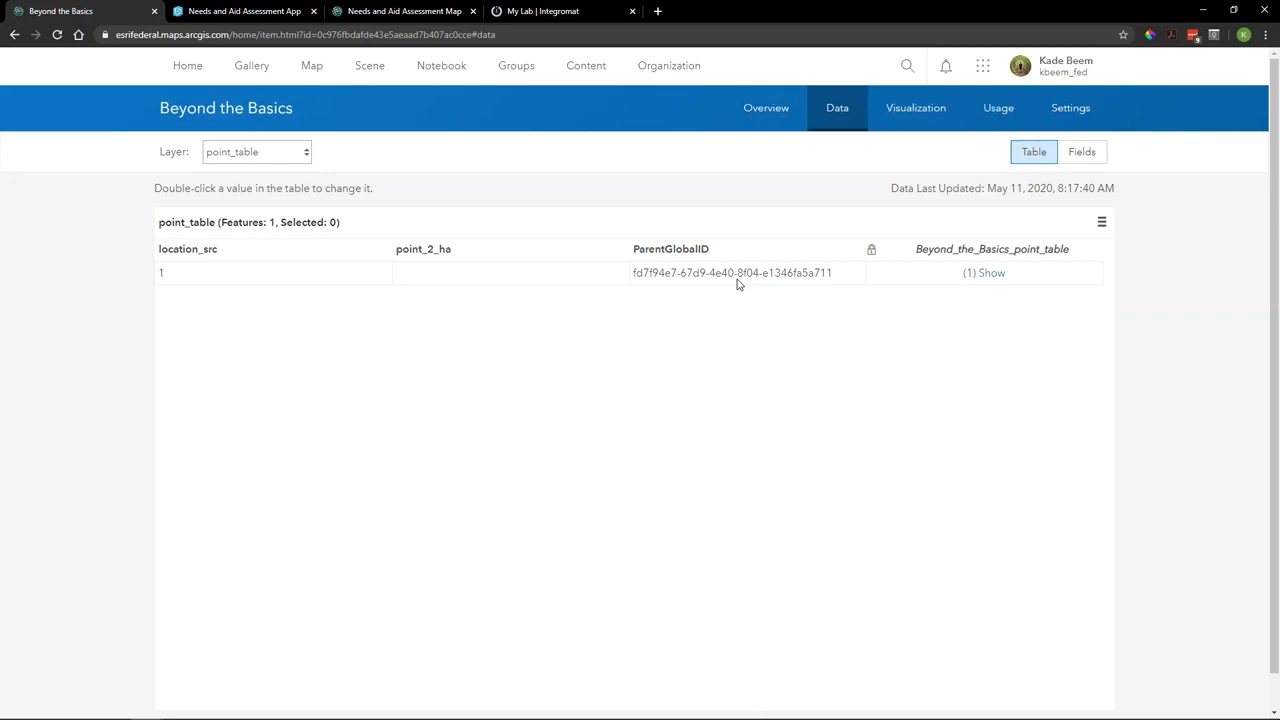 Beyond the Basics
Needs and Aid Assessment App
Needs and Aid Assessment Map
My Lab | Integromat
esrifederal.maps.arcgis.com/home/item.html?id=0c976fbdafde43e5aeaad7b407ac0cce#data
K
Home
Gallery
Map
Scene
Notebook
Groups
Content
Organization
Kade Beem
kbeem_fed
Beyond the Basics
Overview
Data
Visualization
Usage
Settings
Layer:
point_table
Table
Fields
Double-click a value in the table to change it.
Data Last Updated: May 11, 2020, 8:17:40 AM
point_table (Features: 1, Selected: 0)
location_src
point_2_ha
ParentGlobalID
Beyond_the_Basics_point_table
1
fd7f94e7-67d9-4e40-8f04-e1346fa5a711
(1) Show